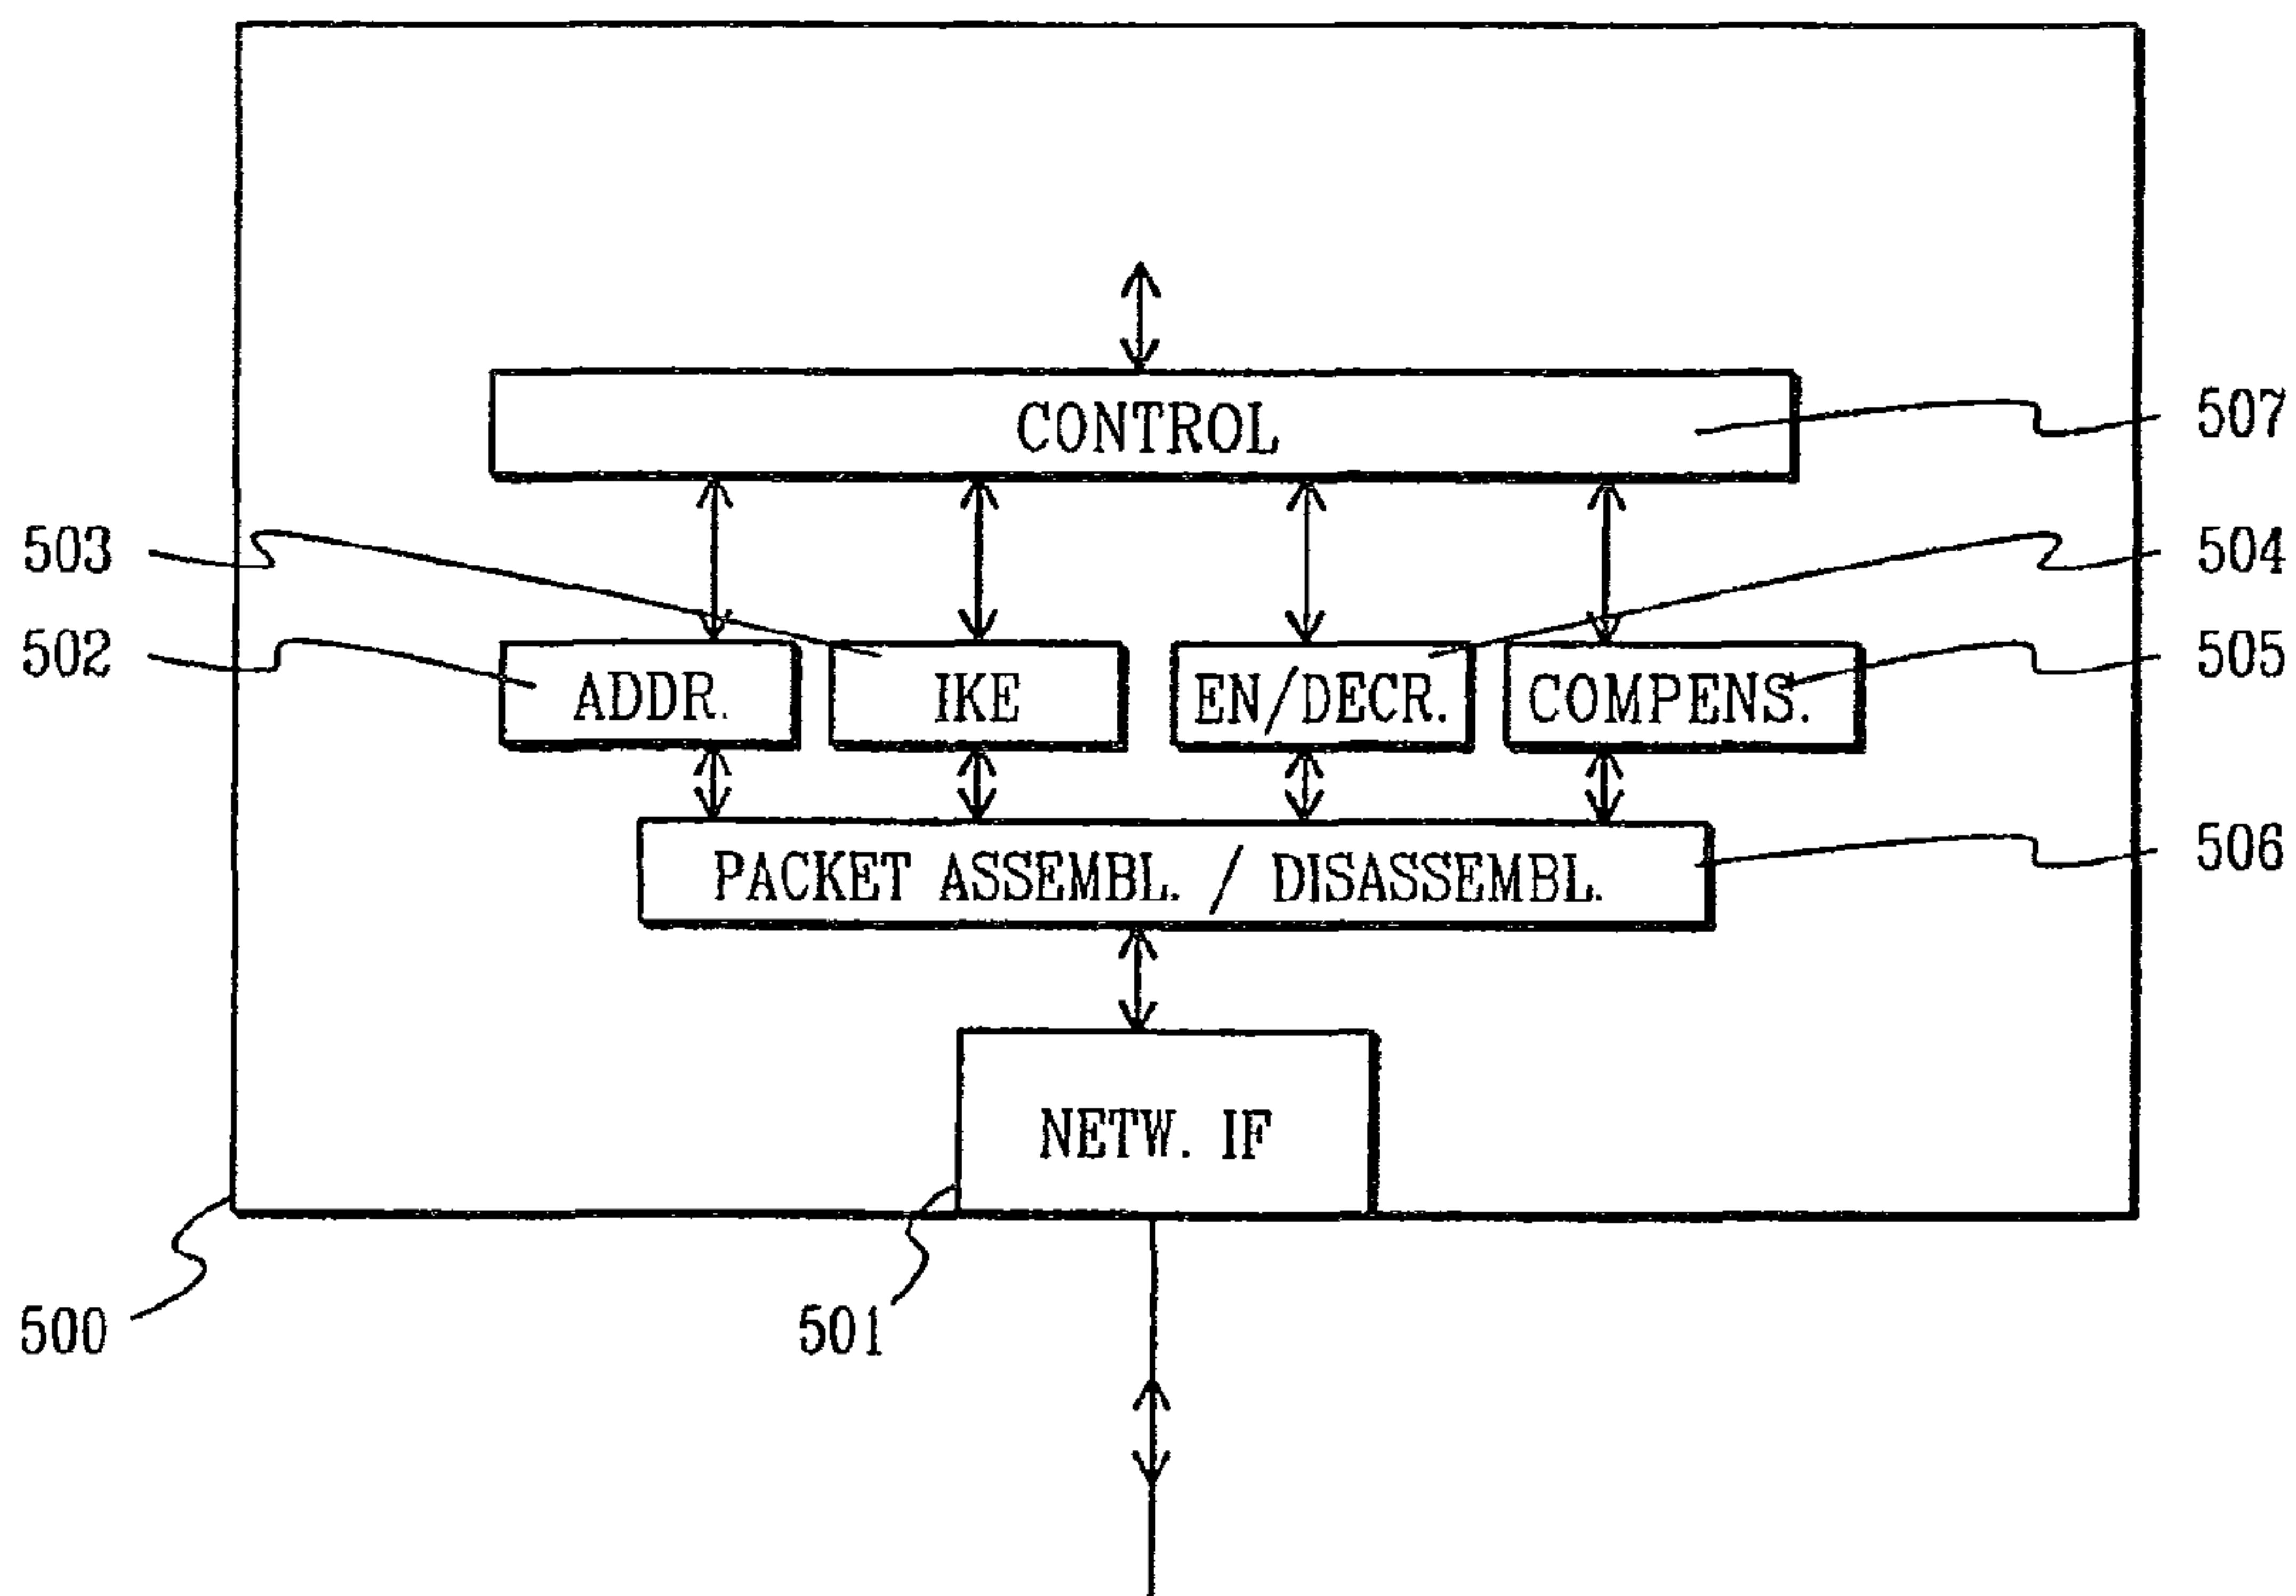 CONTROL
507
503
504
502
505
ADDR.
IKE
EN/DECR.
COMPENS.
PACKET ASSEMBL. / DISASSEMBL.
506
NETW. IF
500
501